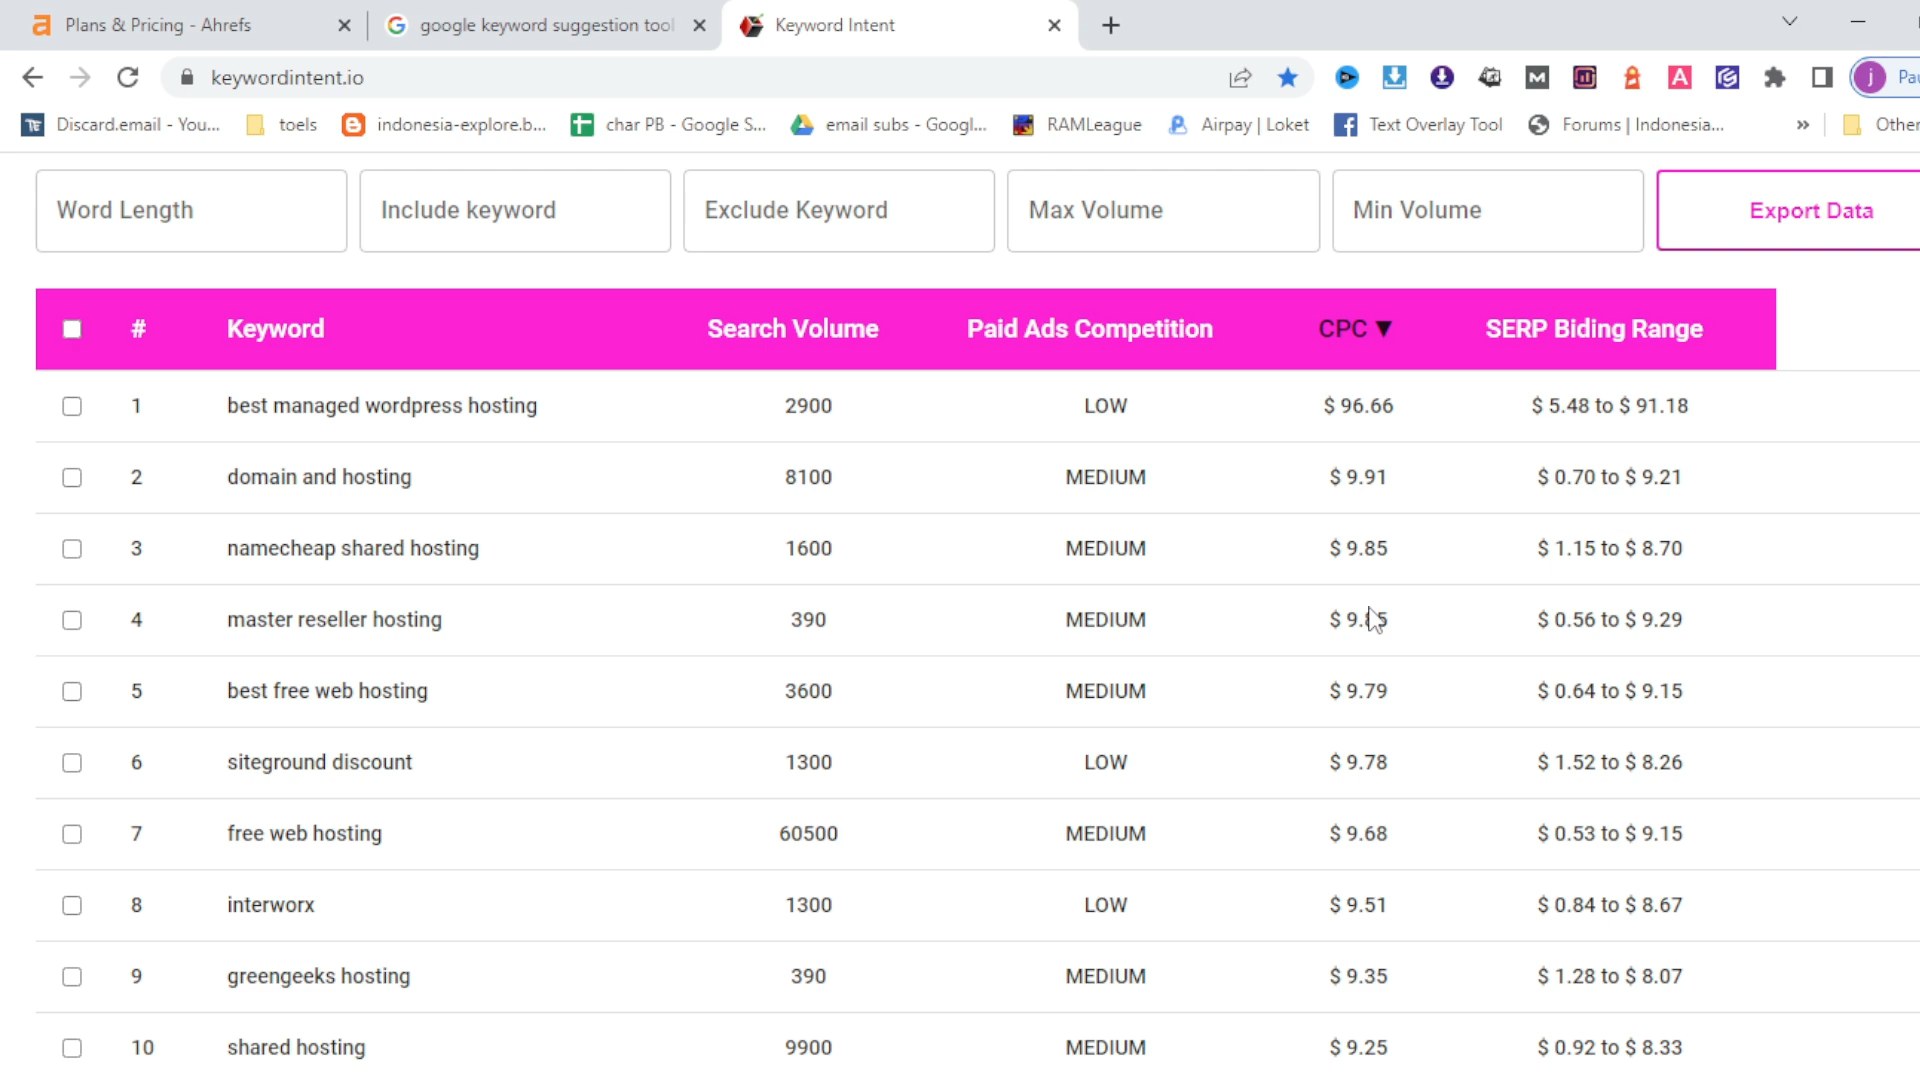 Plans & Pricing - Ahrefs google keyword suggestion tool Keyword Intent
keywordintent.io Pau
Discard.email - You... toels indonesia-explore.b... char PB - Google S... email subs - Googl... RAMLeague Airpay | Loket Text Overlay Tool Forums | Indonesia... » Other
Word Length Include keyword Exclude Keyword Max Volume Min Volume Export Data
# Keyword Search Volume Paid Ads Competition CPC ▼ SERP Biding Range
1 best managed wordpress hosting 2900 LOW $ 96.66 $ 5.48 to $ 91.18
2 domain and hosting 8100 MEDIUM $ 9.91 $ 0.70 to $ 9.21
3 namecheap shared hosting 1600 MEDIUM $ 9.85 $ 1.15 to $ 8.70
4 master reseller hosting 390 MEDIUM $ 9.85 $ 0.56 to $ 9.29
5 best free web hosting 3600 MEDIUM $ 9.79 $ 0.64 to $ 9.15
6 siteground discount 1300 LOW $ 9.78 $ 1.52 to $ 8.26
7 free web hosting 60500 MEDIUM $ 9.68 $ 0.53 to $ 9.15
8 interworx 1300 LOW $ 9.51 $ 0.84 to $ 8.67
9 greengeeks hosting 390 MEDIUM $ 9.35 $ 1.28 to $ 8.07
10 shared hosting 9900 MEDIUM $ 9.25 $ 0.92 to $ 8.33